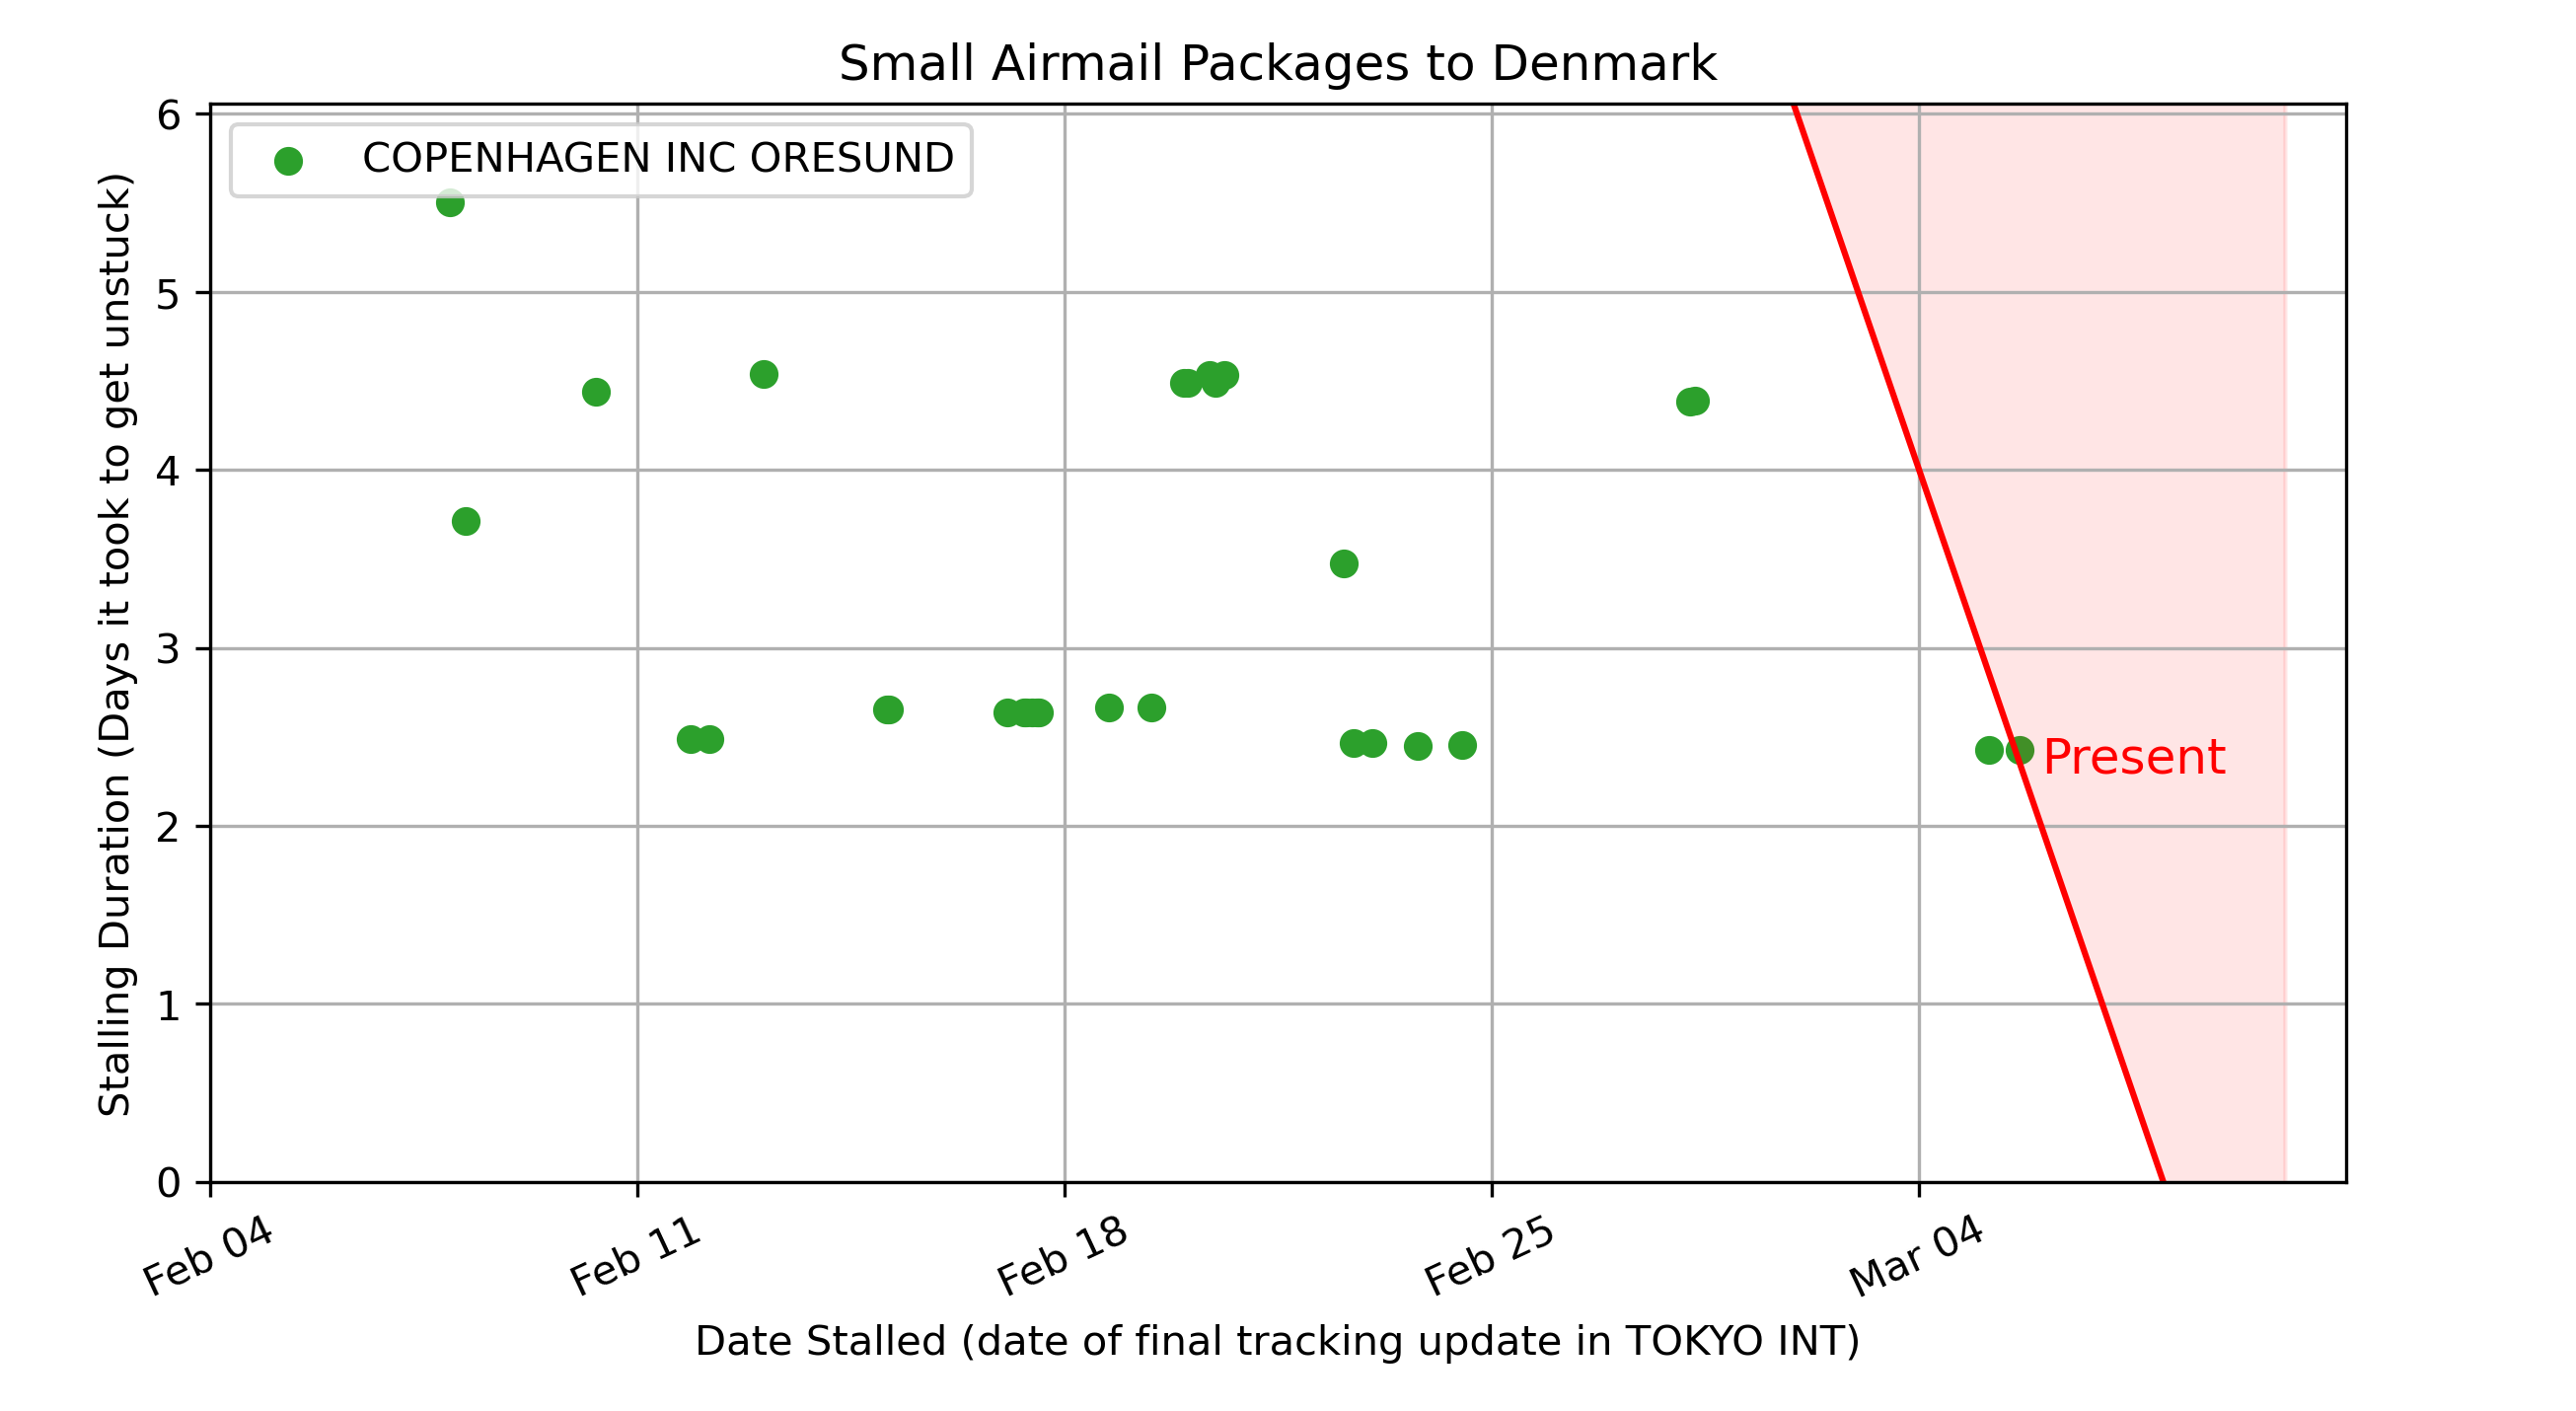 Small Airmail Packages to Denmark
COPENHAGEN INC ORESUND
Stalling Duration (Days it took to get unstuck)
6
5
4
3
2
1
0
Present
Feb 04
Feb 11
Feb 18
Feb 25
Mar 04
Date Stalled (date of final tracking update in TOKYO INT)